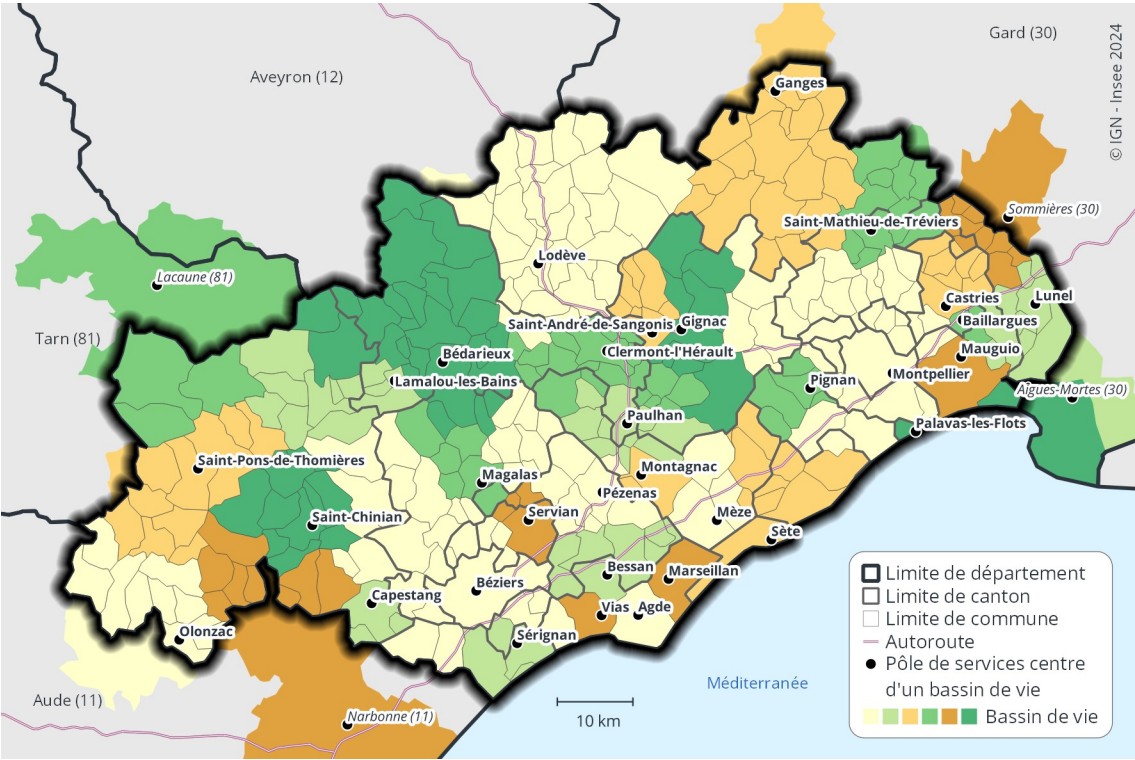 Gard (30)
Aveyron (12)
© IGN - Insee 2024
Ganges
Sommières (30)
Saint-Mathieu-de-Tréviers
Lodève
Lacaune (81)
Castries
Lunel
Saint-André-de-Sangonis
Gignac
Baillargues
Tarn (81)
Bédarieux
Clermont-l'Hérault
Mauguio
Lamalou-les-Bains
Pignan
Montpellier
Aigues-Mortes (30)
Paulhan
Palavas-les-Flots
Saint-Pons-de-Thomières
Magalas
Montagnac
Pézenas
Saint-Chinian
Servian
Mèze
Sète
Bessan
Marseillan
Béziers
Capestang
Vias
Agde
Olonzac
Sérignan
Aude (11)
Narbonne (11)
Méditerranée
10 km
Limite de département
Limite de canton
Limite de commune
Autoroute
Pôle de services centre
d'un bassin de vie
Bassin de vie